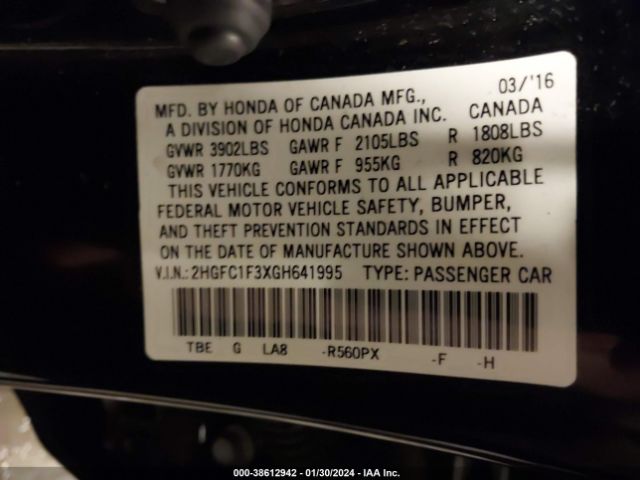 03/'16
MFD. BY HONDA OF CANADA MFG.,
A DIVISION OF HONDA CANADA INC. CANADA
GVWR 3902LBS GAWR F 2105LBS R 1808LBS
GVWR 1770KG GAWR F 955KG R 820KG
THIS VEHICLE CONFORMS TO ALL APPLICABLE
FEDERAL MOTOR VEHICLE SAFETY, BUMPER,
AND THEFT PREVENTION STANDARDS IN EFFECT
ON THE DATE OF MANUFACTURE SHOWN ABOVE.
V.I.N.: 2HGFC1F3XGH641995 TYPE: PASSENGER CAR
TBE G LA8 -R560PX -F -H
000-38612942 - 01/30/2024 - IAA Inc.